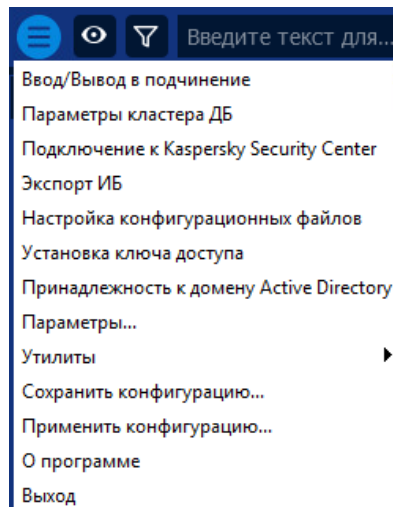 Введите текст для...
Ввод/Вывод в подчинение
Параметры кластера ДБ
Подключение к Kaspersky Security Center
Экспорт ИБ
Настройка конфигурационных файлов
Установка ключа доступа
Принадлежность к домену Active Directory
Параметры...
Утилиты
Сохранить конфигурацию...
Применить конфигурацию...
О программе
Выход